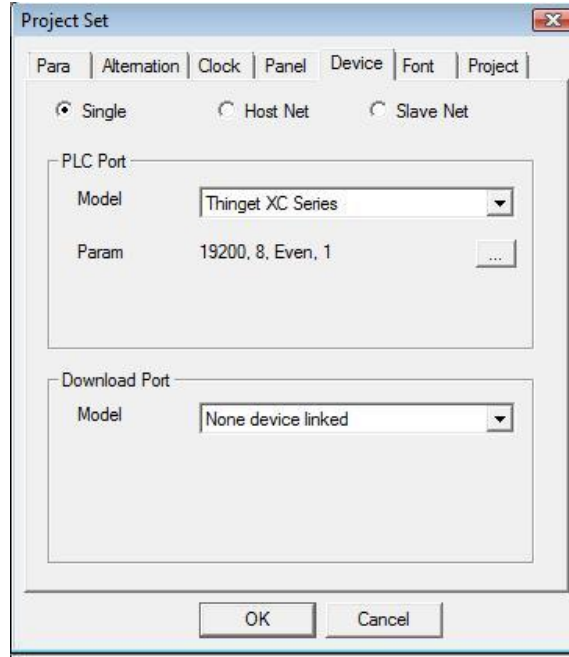 Project Set
Para Alternation Clock Panel Device Font Project
Single Host Net Slave Net
PLC Port
Model Thinget XC Series
Param 19200, 8, Even, 1 ...
Download Port
Model None device linked
OK Cancel